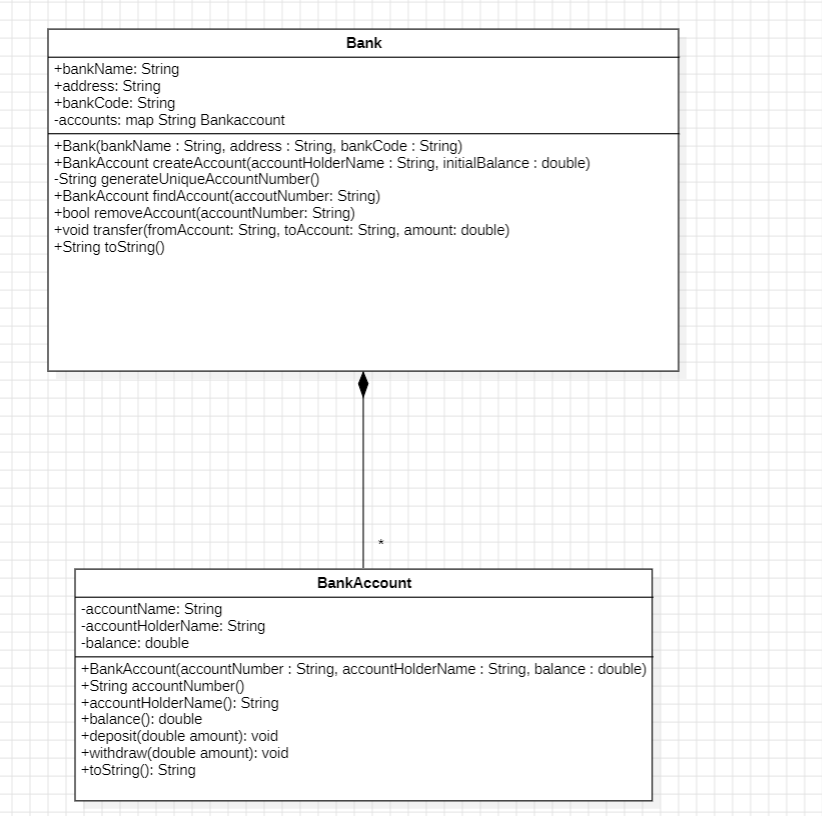 Bank
+bankName: String
+address: String
+bankCode: String
-accounts: map String Bankaccount
+Bank(bankName : String, address : String, bankCode : String)
+BankAccount createAccount(accountHolderName : String, initialBalance : double)
-String generateUniqueAccountNumber()
+BankAccount findAccount(accoutNumber: String)
+bool removeAccount(accountNumber: String)
+void transfer(fromAccount: String, toAccount: String, amount: double)
+String toString()
*
BankAccount
-accountName: String
-accountHolderName: String
-balance: double
+BankAccount(accountNumber : String, accountHolderName : String, balance : double)
+String accountNumber()
+accountHolderName(): String
+balance(): double
+deposit(double amount): void
+withdraw(double amount): void
+toString(): String